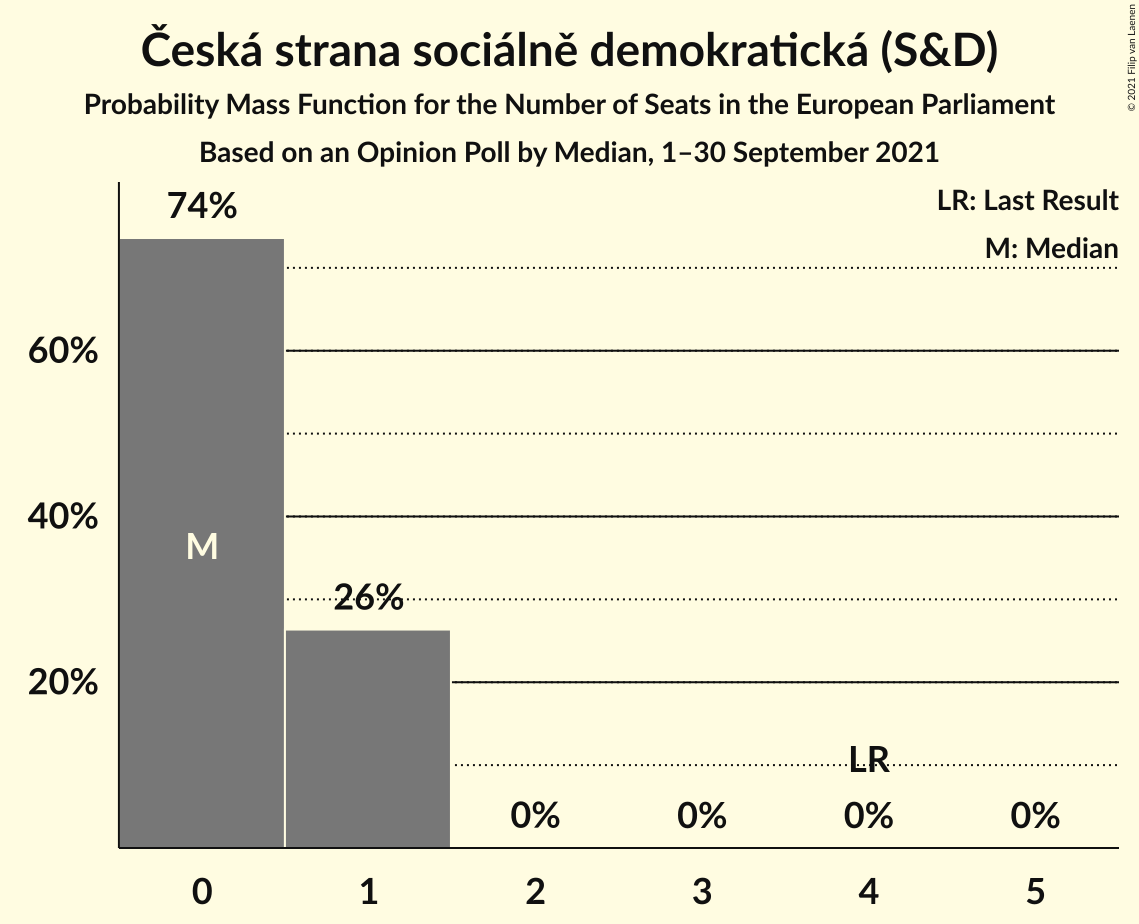 Česká strana sociálně demokratická (S&D)
Probability Mass Function for the Number of Seats in the European Parliament
Based on an Opinion Poll by Median, 1–30 September 2021
© 2021 Filip van Laenen
LR: Last Result
M: Median
74%
60%
40%
M
26%
20%
LR
0% 0% 0% 0%
0 1 2 3 4 5